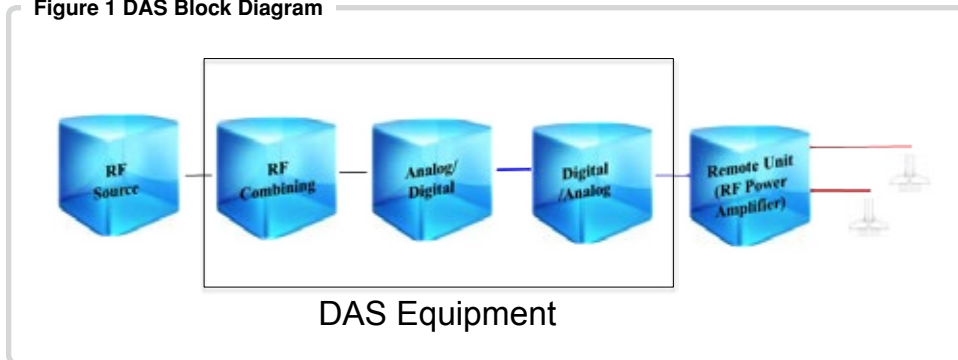 Figure 1 DAS Block Diagram
RF
Source
RF
Combining
Analog/
Digital
Digital
/Analog
Remote Unit
(RF Power
Amplifier)
DAS Equipment